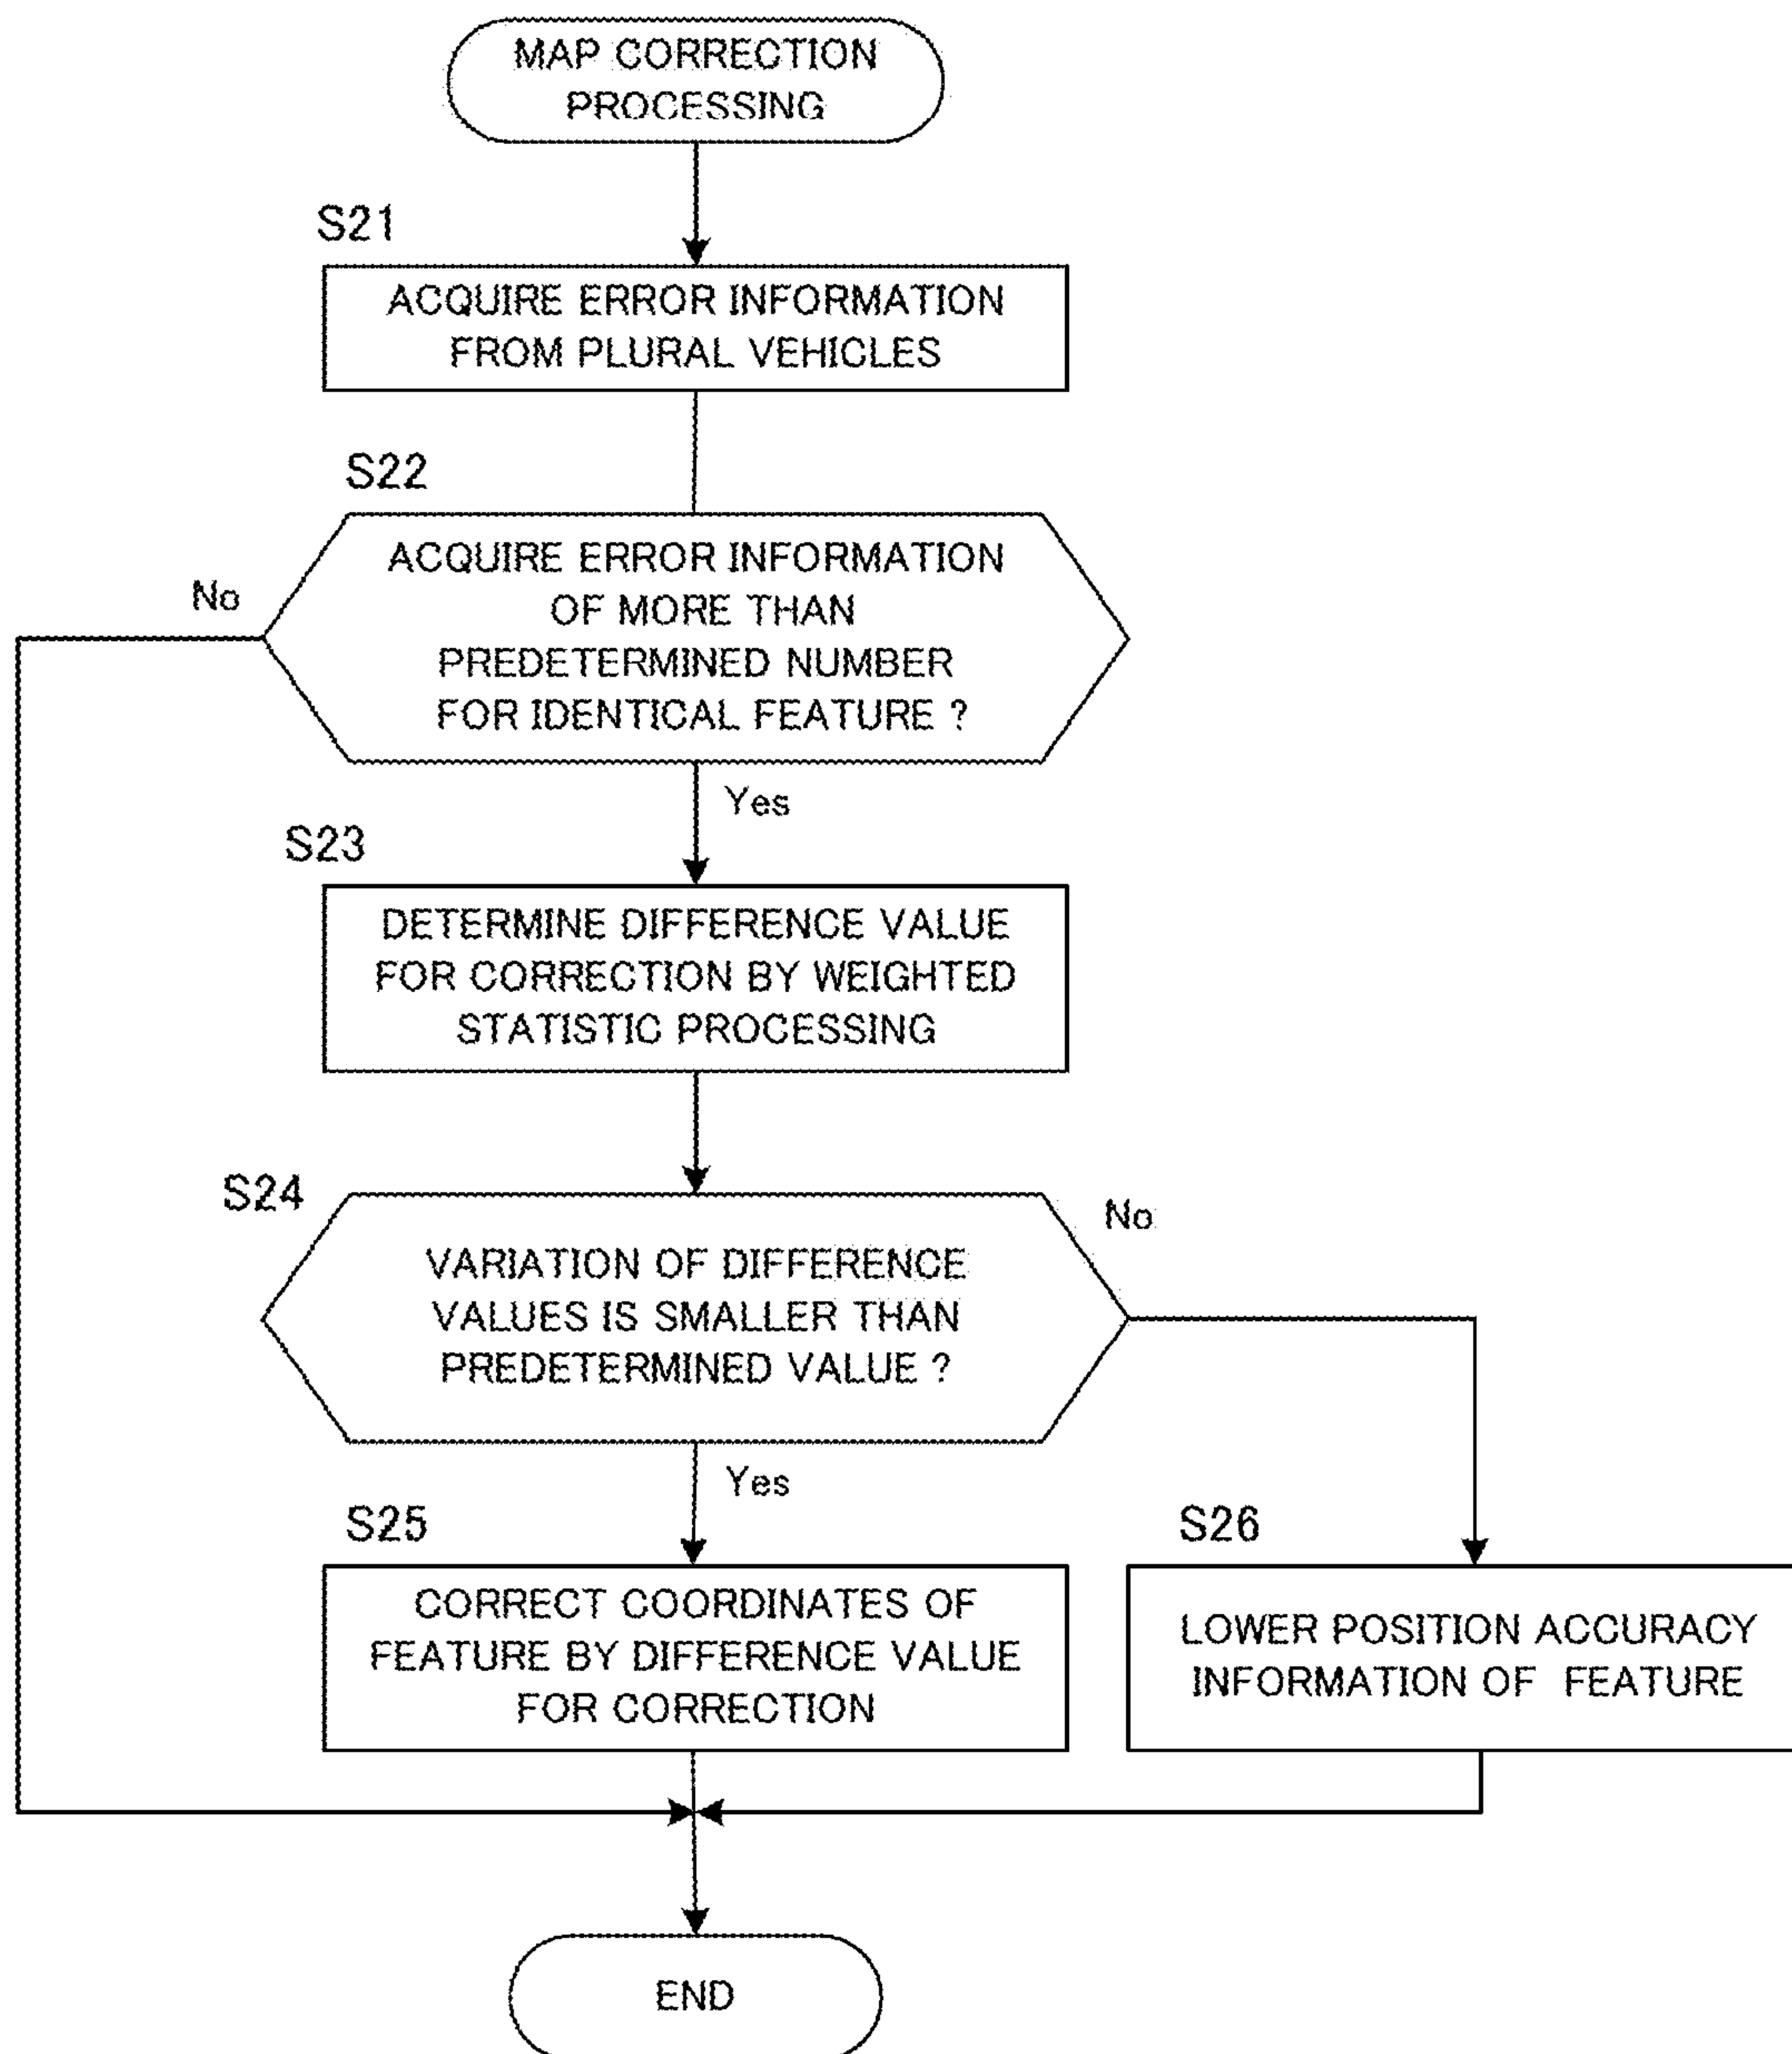 MAP CORRECTION
PROCESSING
S21
ACQUIRE ERROR INFORMATION
FROM PLURAL VEHICLES
S22
ACQUIRE ERROR INFORMATION
OF MORE THAN
PREDETERMINED NUMBER
FOR IDENTICAL FEATURE ?
No
Yes
S23
DETERMINE DIFFERENCE VALUE
FOR CORRECTION BY WEIGHTED
STATISTIC PROCESSING
S24
VARIATION OF DIFFERENCE
VALUES IS SMALLER THAN
PREDETERMINED VALUE ?
No
Yes
S25
CORRECT COORDINATES OF
FEATURE BY DIFFERENCE VALUE
FOR CORRECTION
S26
LOWER POSITION ACCURACY
INFORMATION OF FEATURE
END